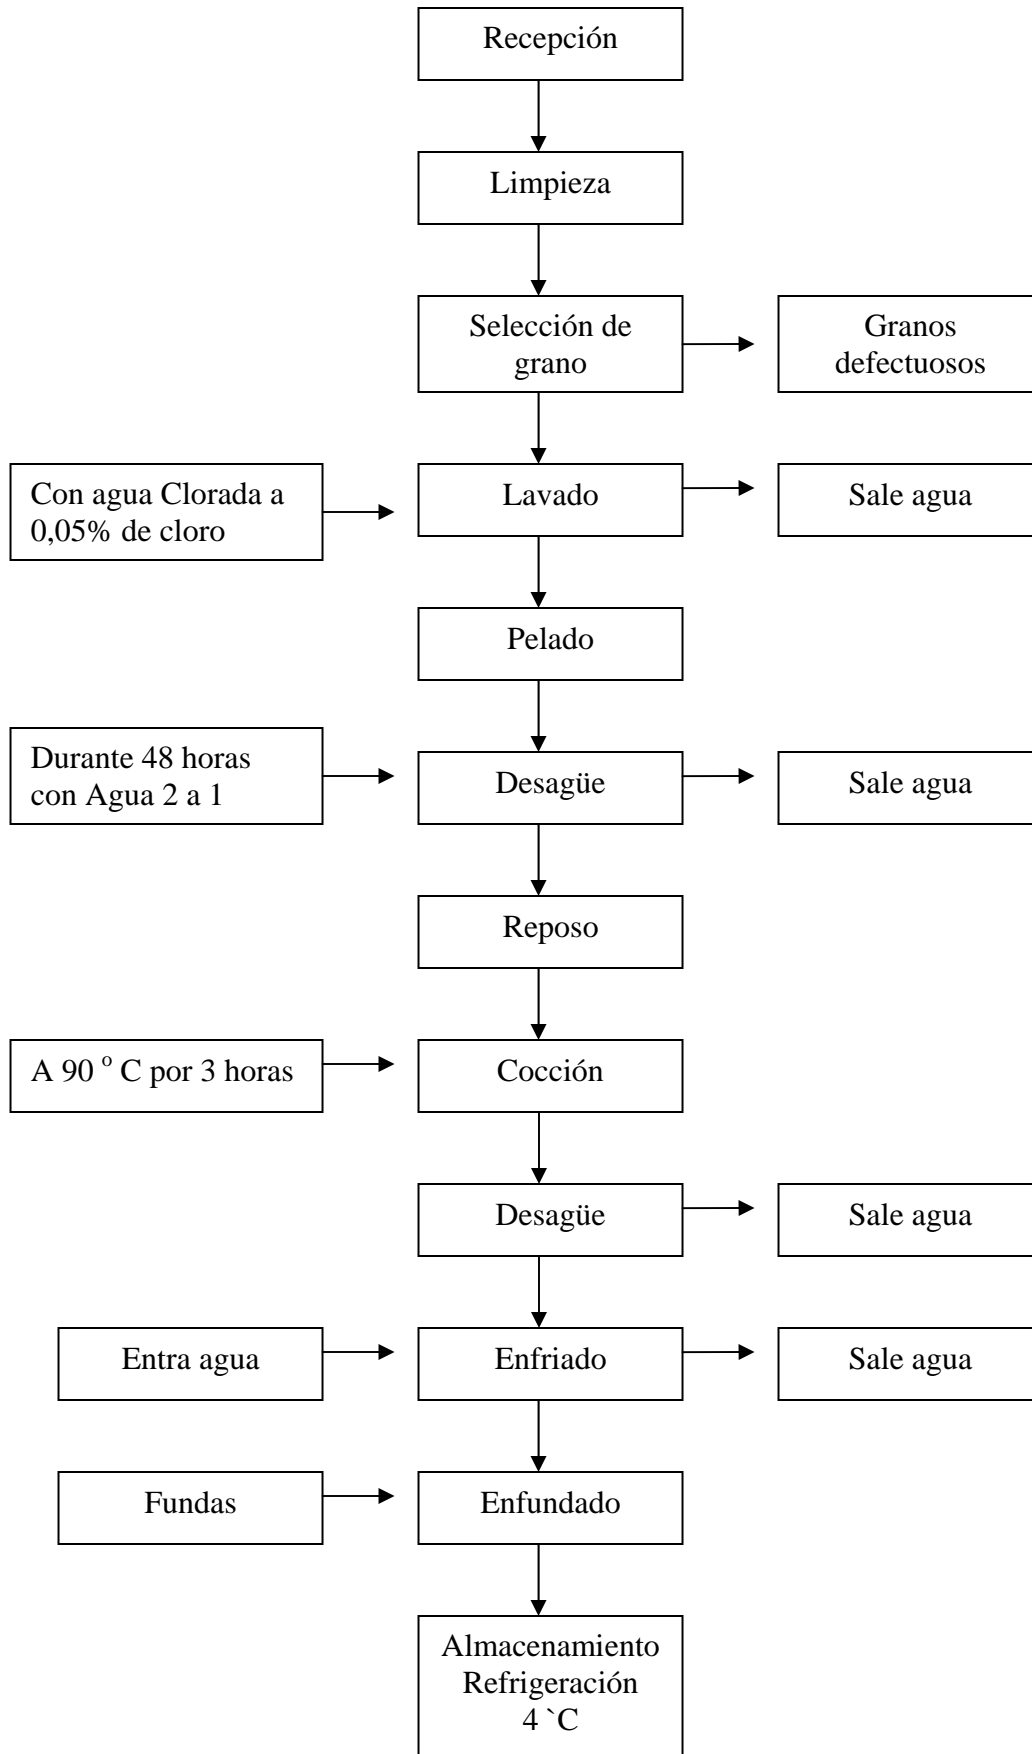 Recepción
Limpieza
Selección de
grano
Granos
defectuosos
Con agua Clorada a
0,05% de cloro
Lavado
Sale agua
Pelado
Durante 48 horas
con Agua 2 a 1
Desagüe
Sale agua
Reposo
A 90 º C por 3 horas
Cocción
Desagüe
Sale agua
Entra agua
Enfriado
Sale agua
Fundas
Enfundado
Almacenamiento
Refrigeración
4 `C